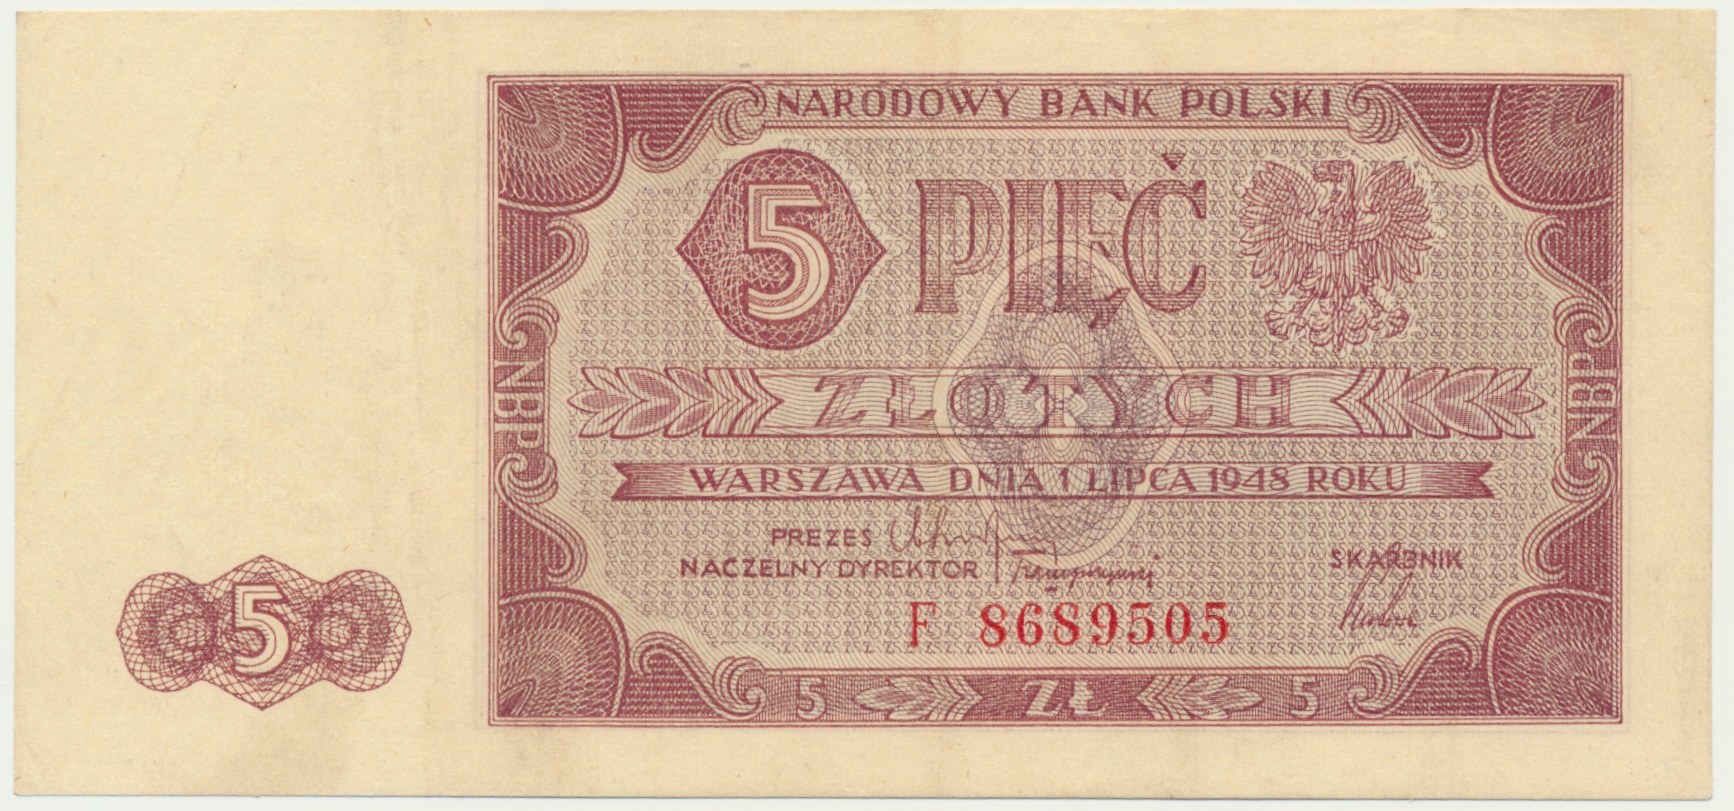 NARODOWY BANK POLSKI
5 PIĘĆ
ZŁOTYCH
NBP
NBP
WARSZAWA DNIA 1 LIPCA 1948 ROKU
PREZES
NACZELNY DYREKTOR
SKARBNIK
F 8689505
5
5 ZŁ 5